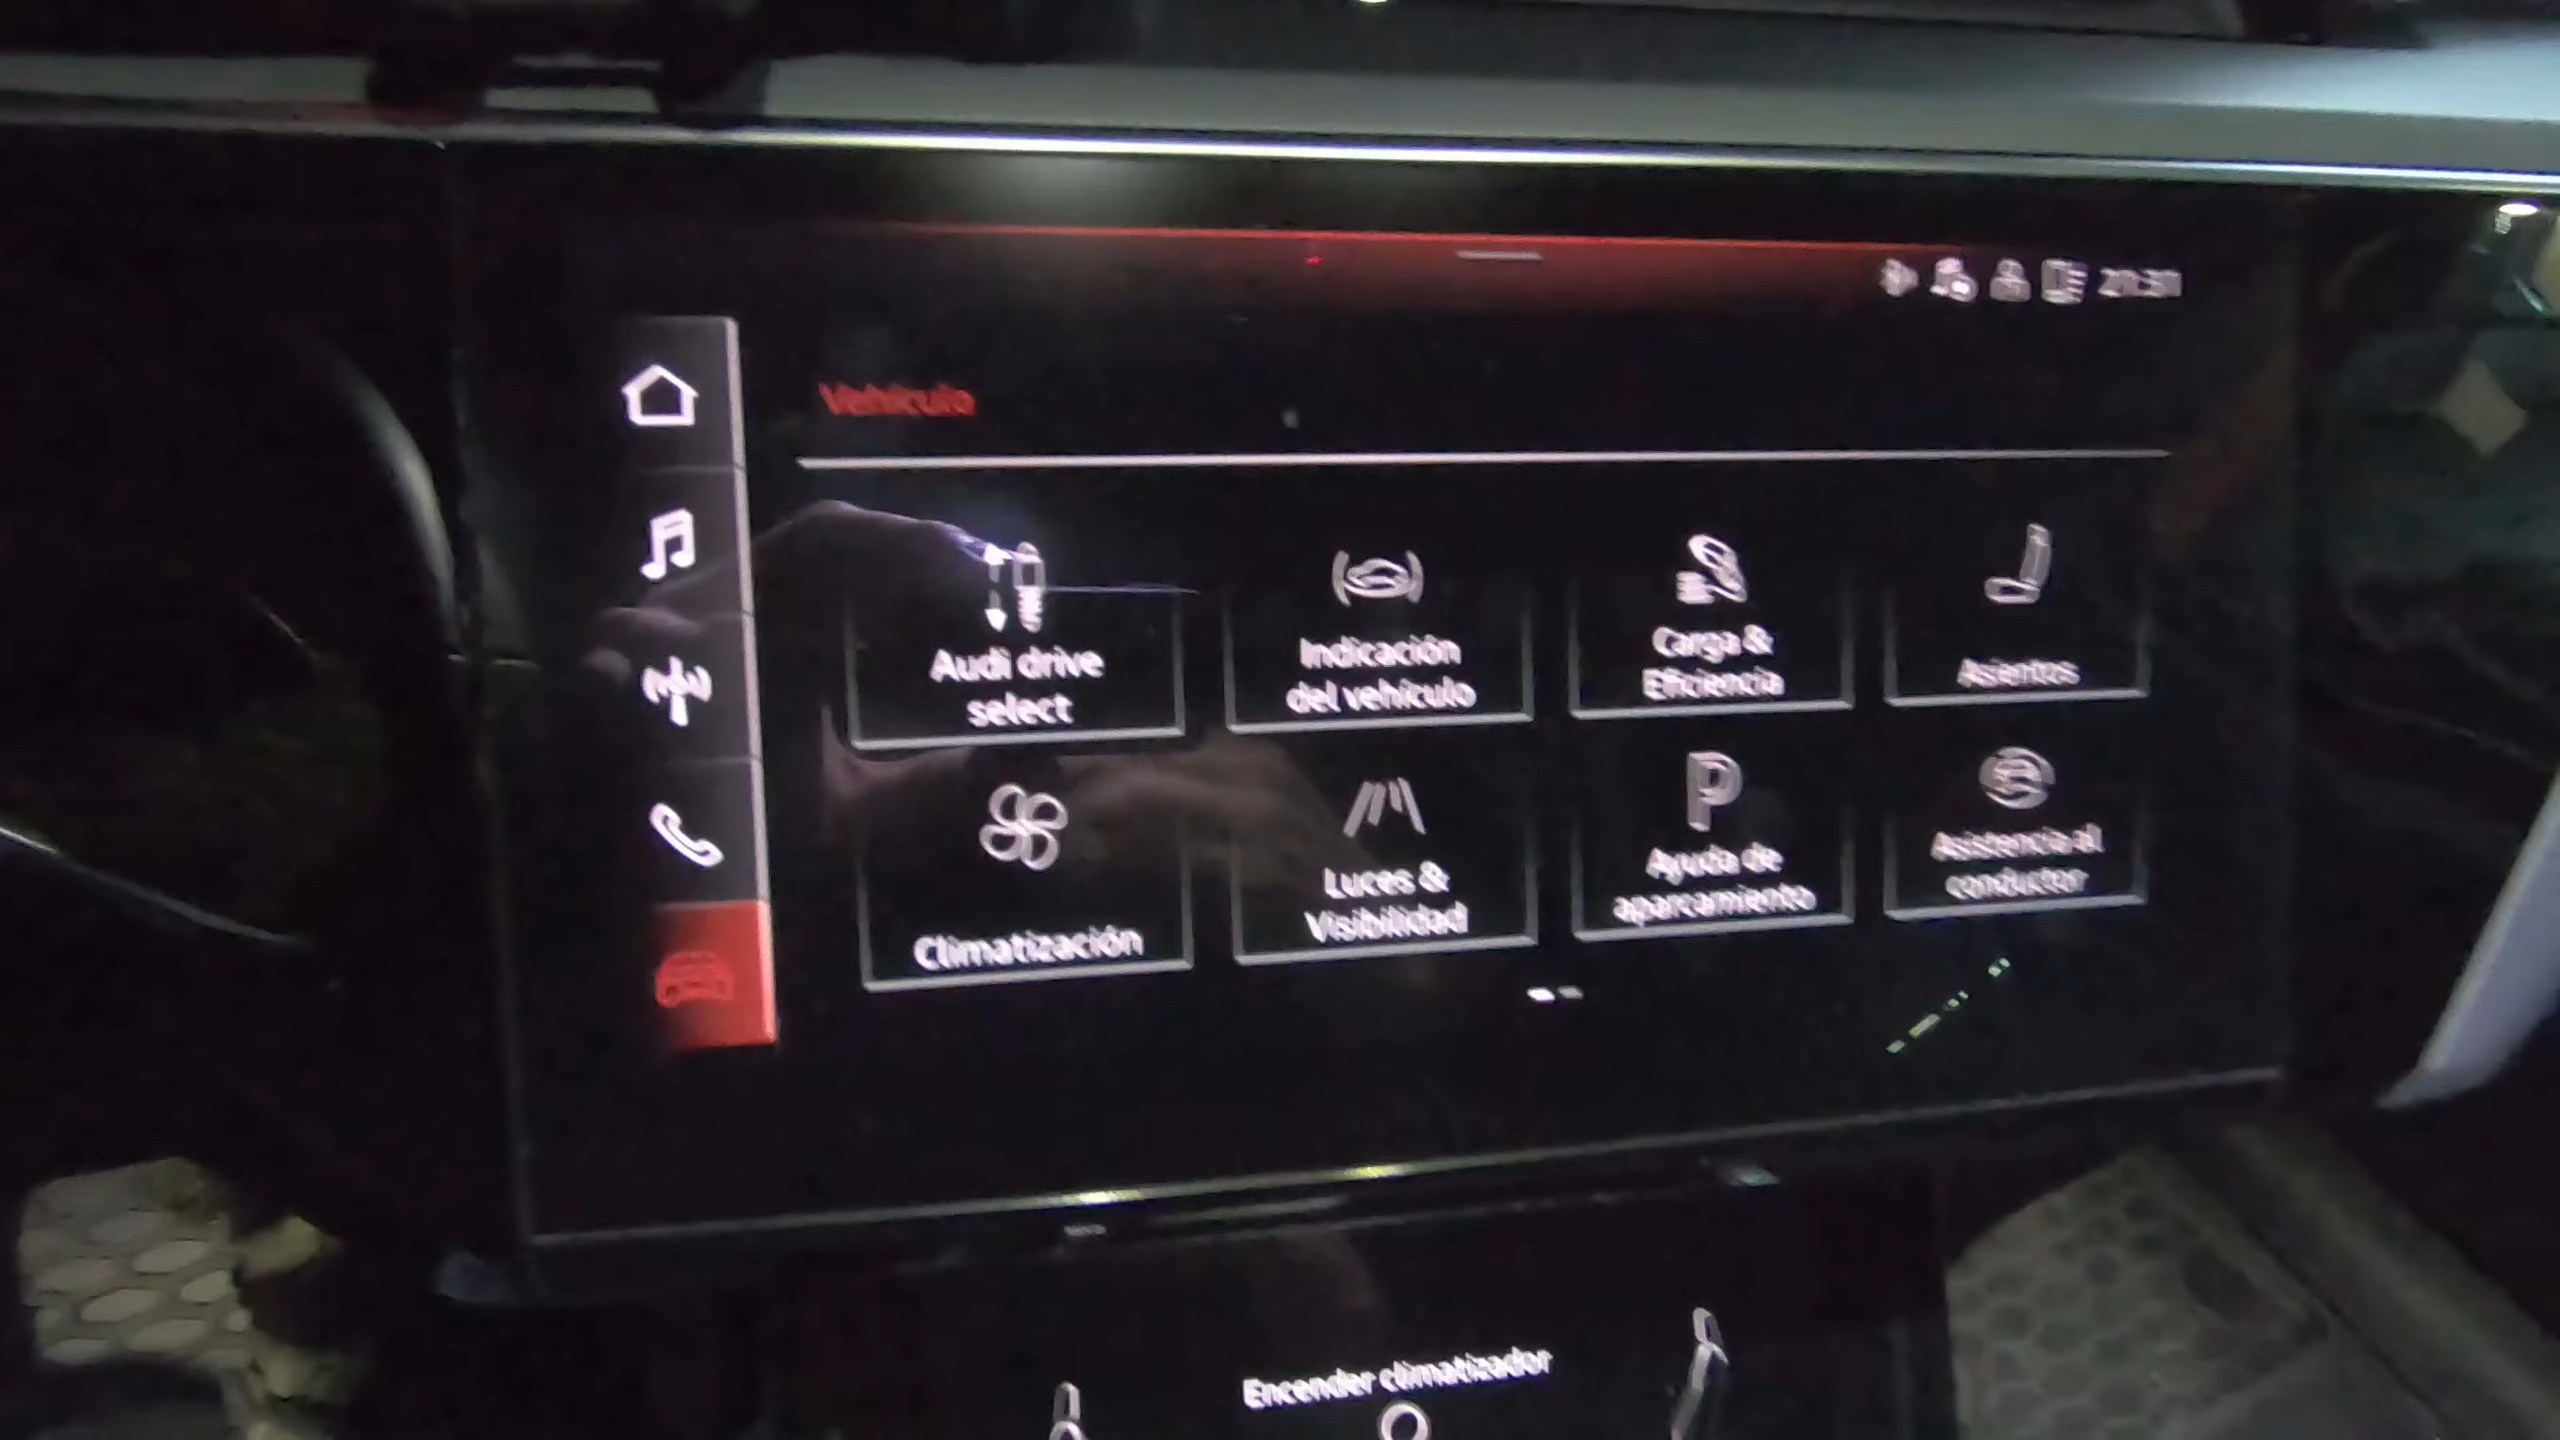 Vehículo
Audi drive
select
Indicación
del vehículo
Carga &
Eficiencia
Asientos
Climatización
Luces &
Visibilidad
P
Ayuda de
aparcamiento
Asistencia al
conductor
Encender climatizador